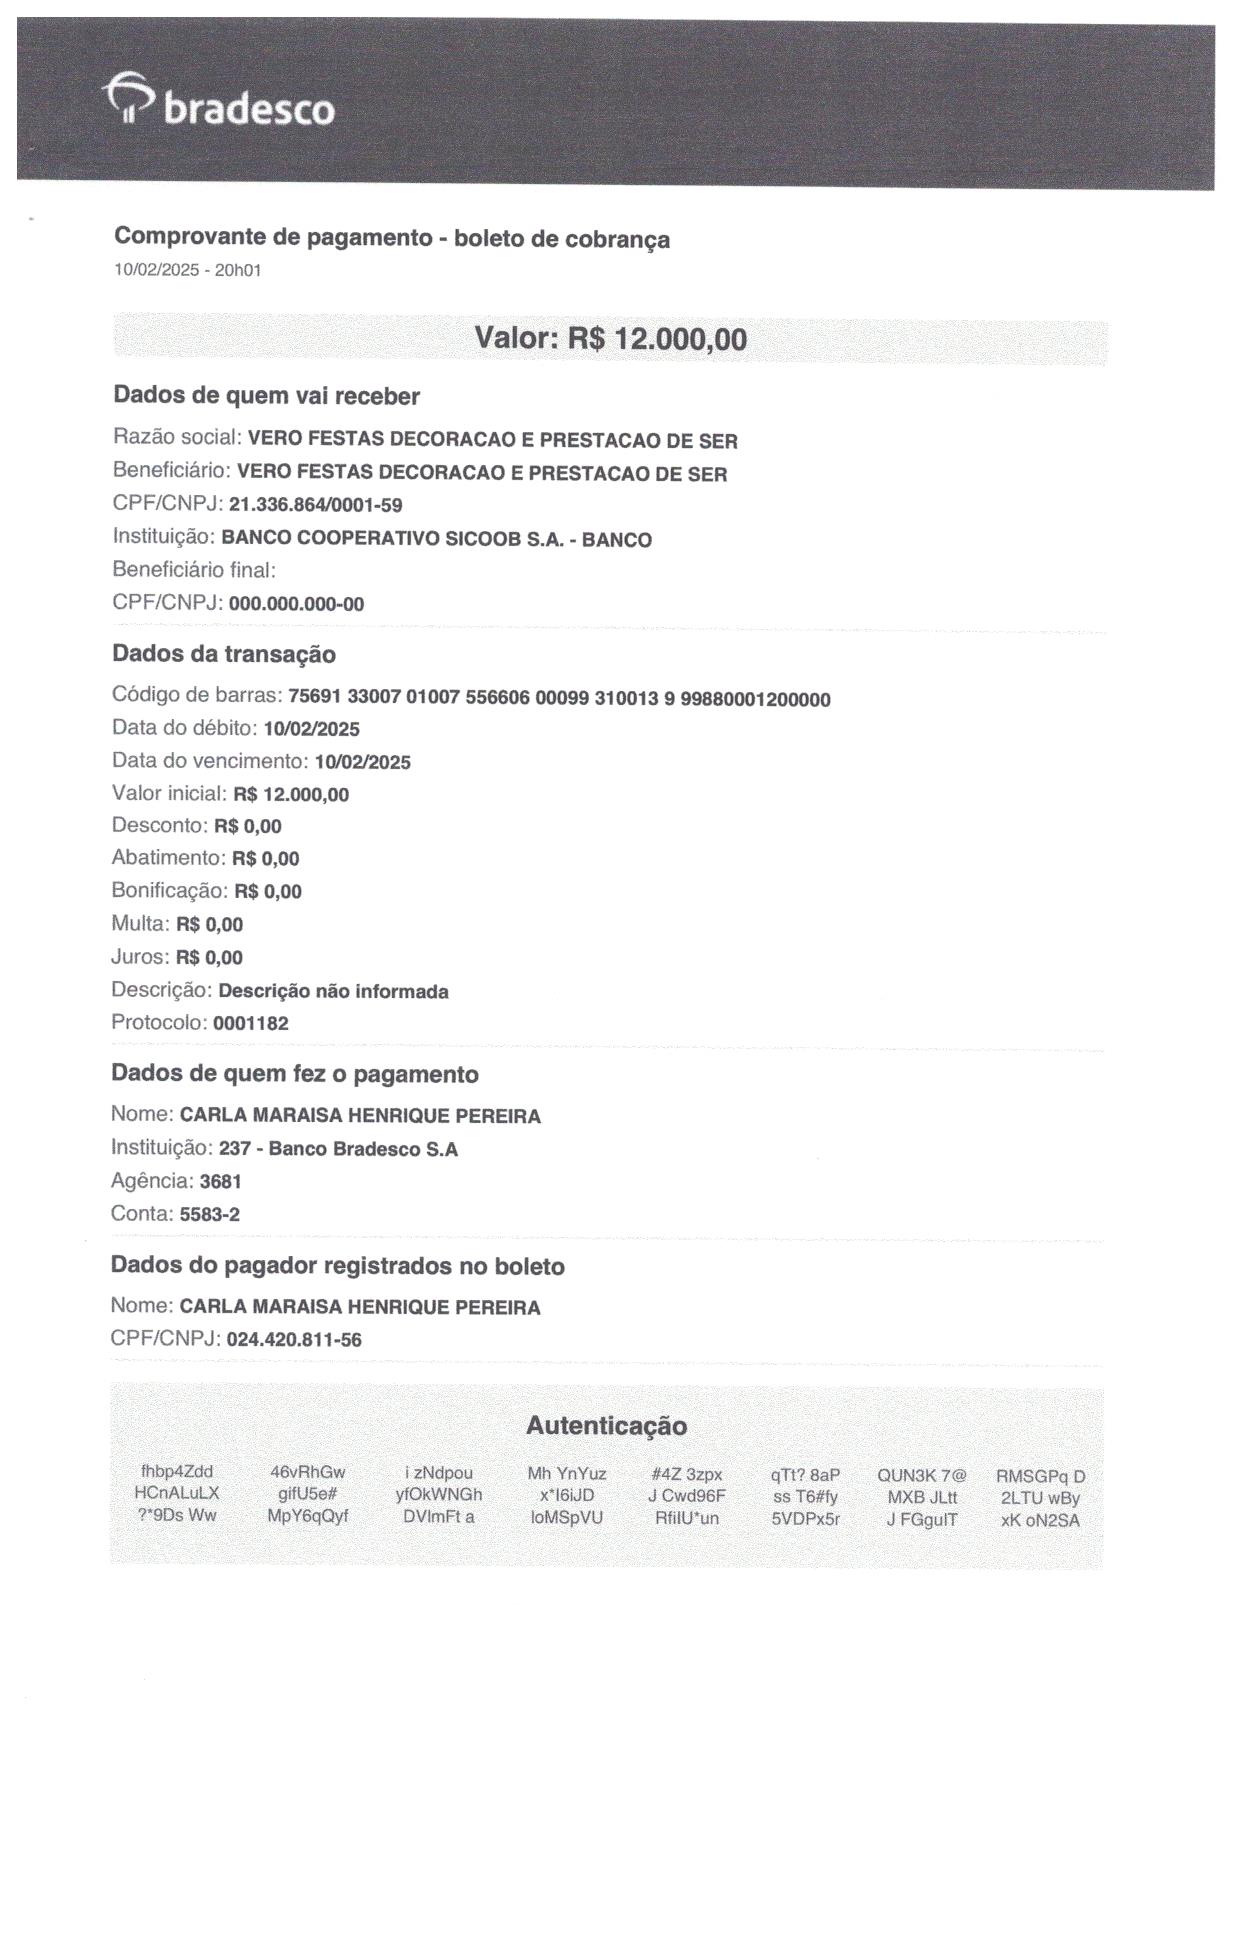 bradesco
Comprovante de pagamento - boleto de cobrança
10/02/2025 - 20h01
Valor: R$ 12.000,00
Dados de quem vai receber
Razão social: VERO FESTAS DECORACAO E PRESTACAO DE SER
Beneficiário: VERO FESTAS DECORACAO E PRESTACAO DE SER
CPF/CNPJ: 21.336.864/0001-59
Instituição: BANCO COOPERATIVO SICOOB S.A. - BANCO
Beneficiário final:
CPF/CNPJ: 000.000.000-00
Dados da transação
Código de barras: 75691 33007 01007 556606 00099 310013 9 99880001200000
Data do débito: 10/02/2025
Data do vencimento: 10/02/2025
Valor inicial: R$ 12.000,00
Desconto: R$ 0,00
Abatimento: R$ 0,00
Bonificação: R$ 0,00
Multa: R$ 0,00
Juros: R$ 0,00
Descrição: Descrição não informada
Protocolo: 0001182
Dados de quem fez o pagamento
Nome: CARLA MARAISA HENRIQUE PEREIRA
Instituição: 237 - Banco Bradesco S.A
Agência: 3681
Conta: 5583-2
Dados do pagador registrados no boleto
Nome: CARLA MARAISA HENRIQUE PEREIRA
CPF/CNPJ: 024.420.811-56
Autenticação
fhbp4Zdd 46vRhGw i zNdpou Mh YnYuz #4Z 3zpx qTt? 8aP QUN3K 7@ RMSGPq D
HCnALuLX gifU5e# yfOkWNGh x*I6iJD J Cwd96F ss T6#fy MXB JLtt 2LTU wBy
?*9Ds Ww MpY6qQyf DVlmFt a loMSpVU RfilU*un 5VDPx5r J FGguIT xK oN2SA